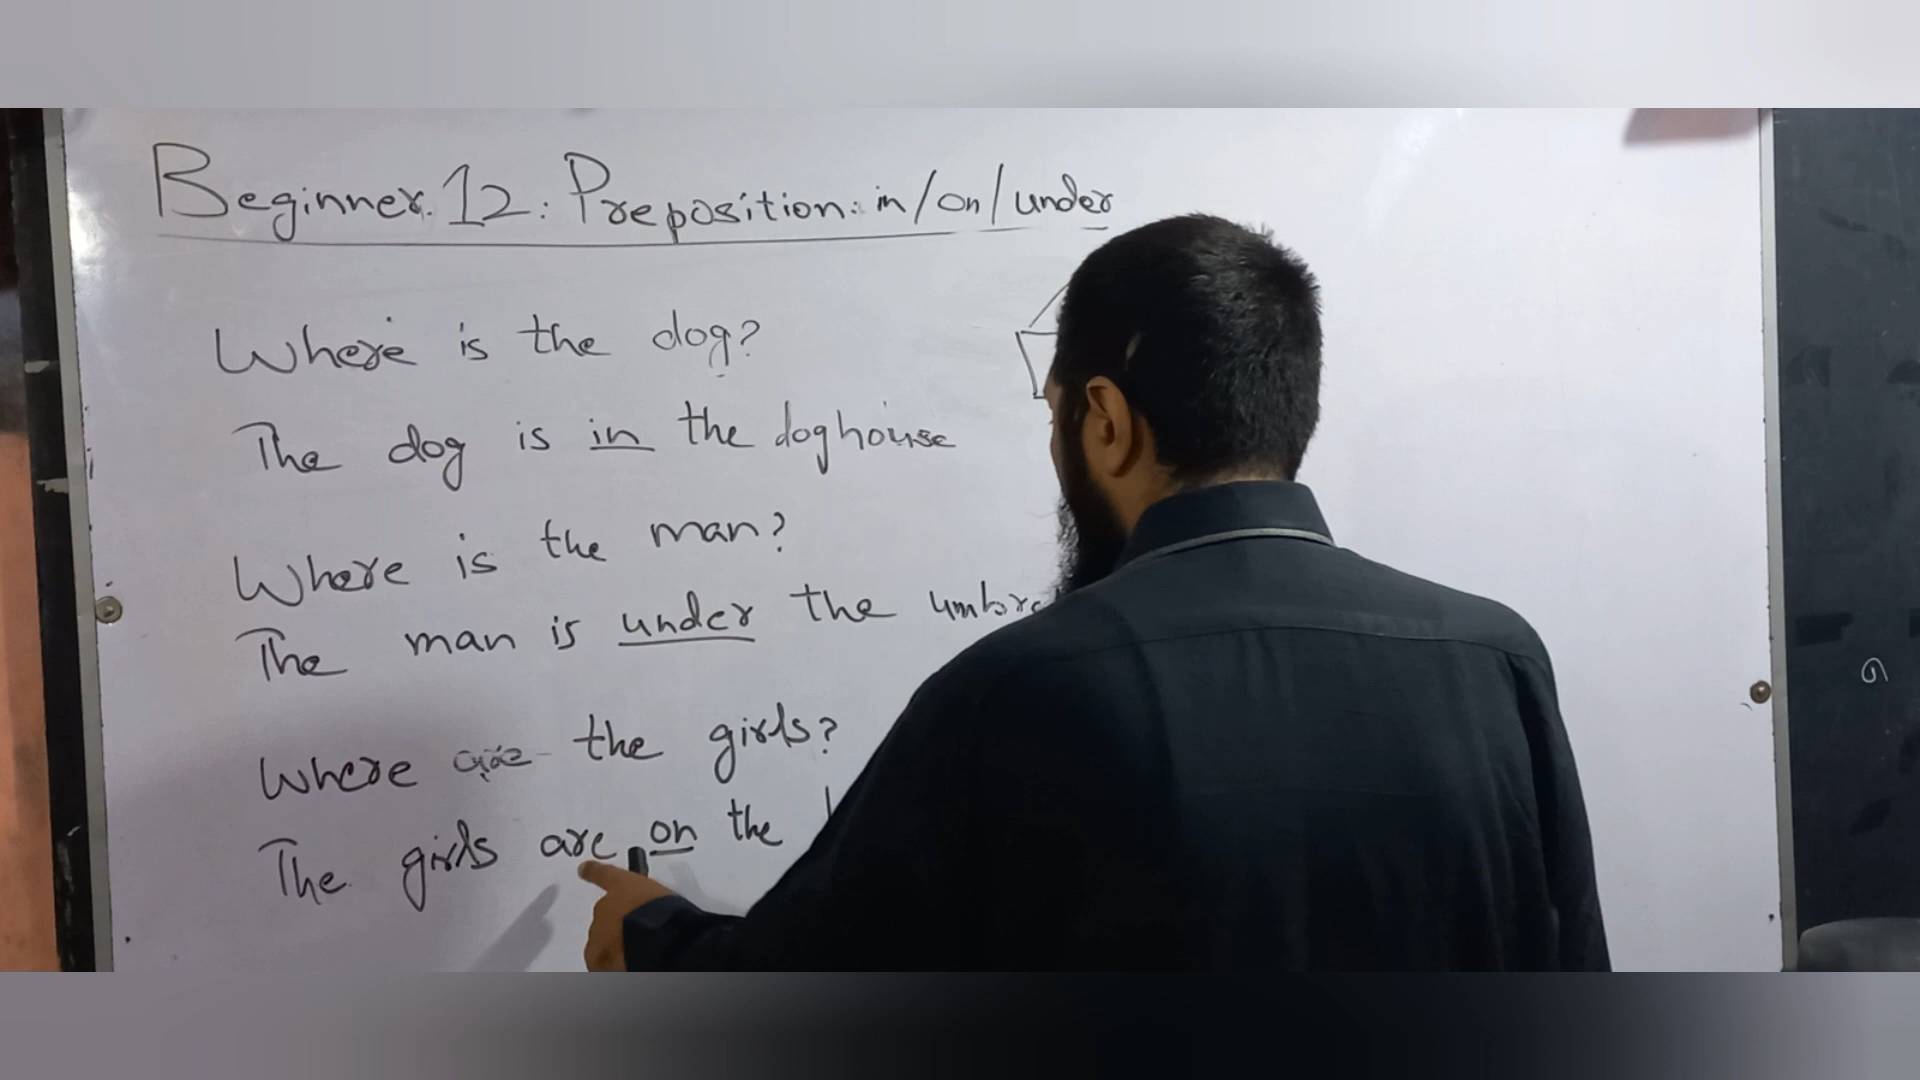 Beginner. 12: Preposition: in/on/under
Where is the dog?
The dog is in the doghouse
Where is the man?
The man is under the
Where are the girls?
The girls are on the